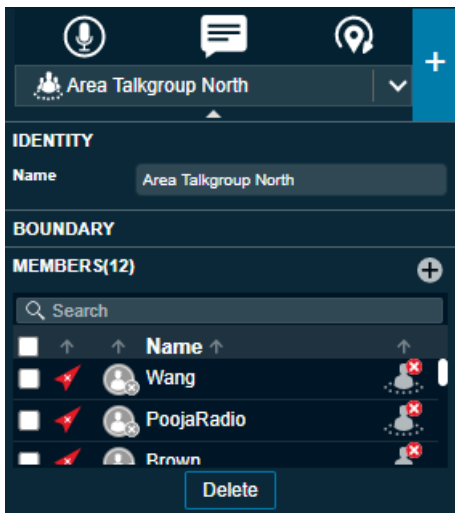 Area Talkgroup North
IDENTITY
Name Area Talkgroup North
BOUNDARY
MEMBERS(12)
Search
Name
Wang
PoojaRadio
Brown
Delete